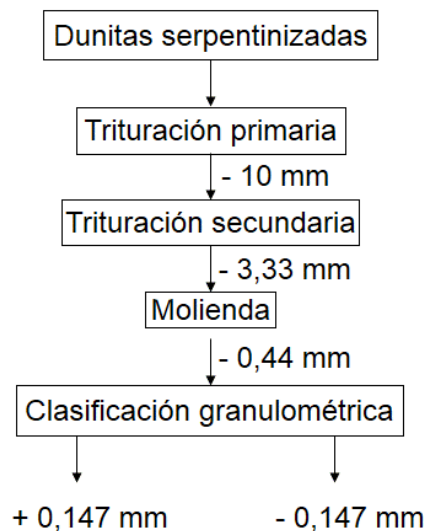 Dunitas serpentinizadas
Trituración primaria
- 10 mm
Trituración secundaria
- 3,33 mm
Molienda
- 0,44 mm
Clasificación granulométrica
+ 0,147 mm - 0,147 mm